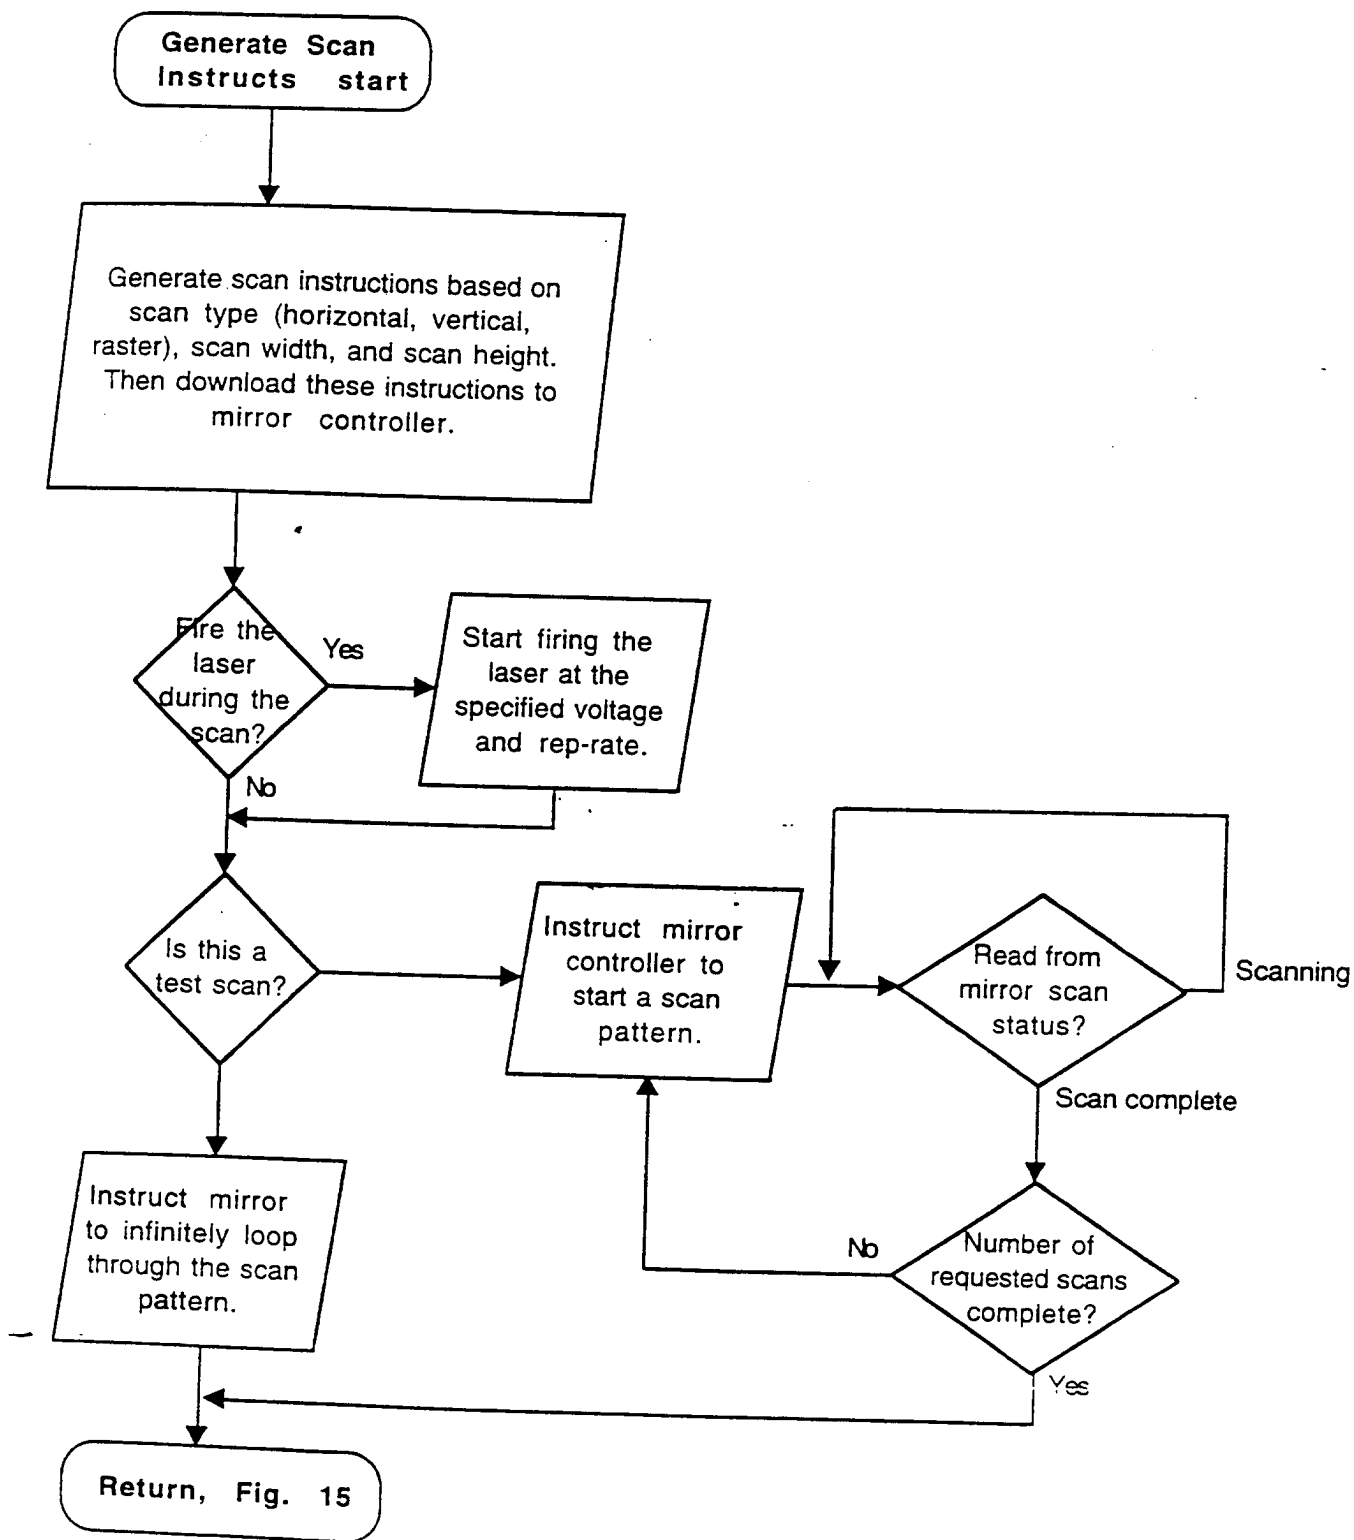 Generate Scan
Instructs start
Generate scan instructions based on
scan type (horizontal, vertical,
raster), scan width, and scan height.
Then download these instructions to
mirror controller.
Fire the
laser
during the
scan?
Yes
No
Start firing the
laser at the
specified voltage
and rep-rate.
Is this a
test scan?
Instruct mirror
controller to
start a scan
pattern.
Read from
mirror scan
status?
Scanning
Scan complete
Instruct mirror
to infinitely loop
through the scan
pattern.
No
Number of
requested scans
complete?
Yes
Return, Fig. 15